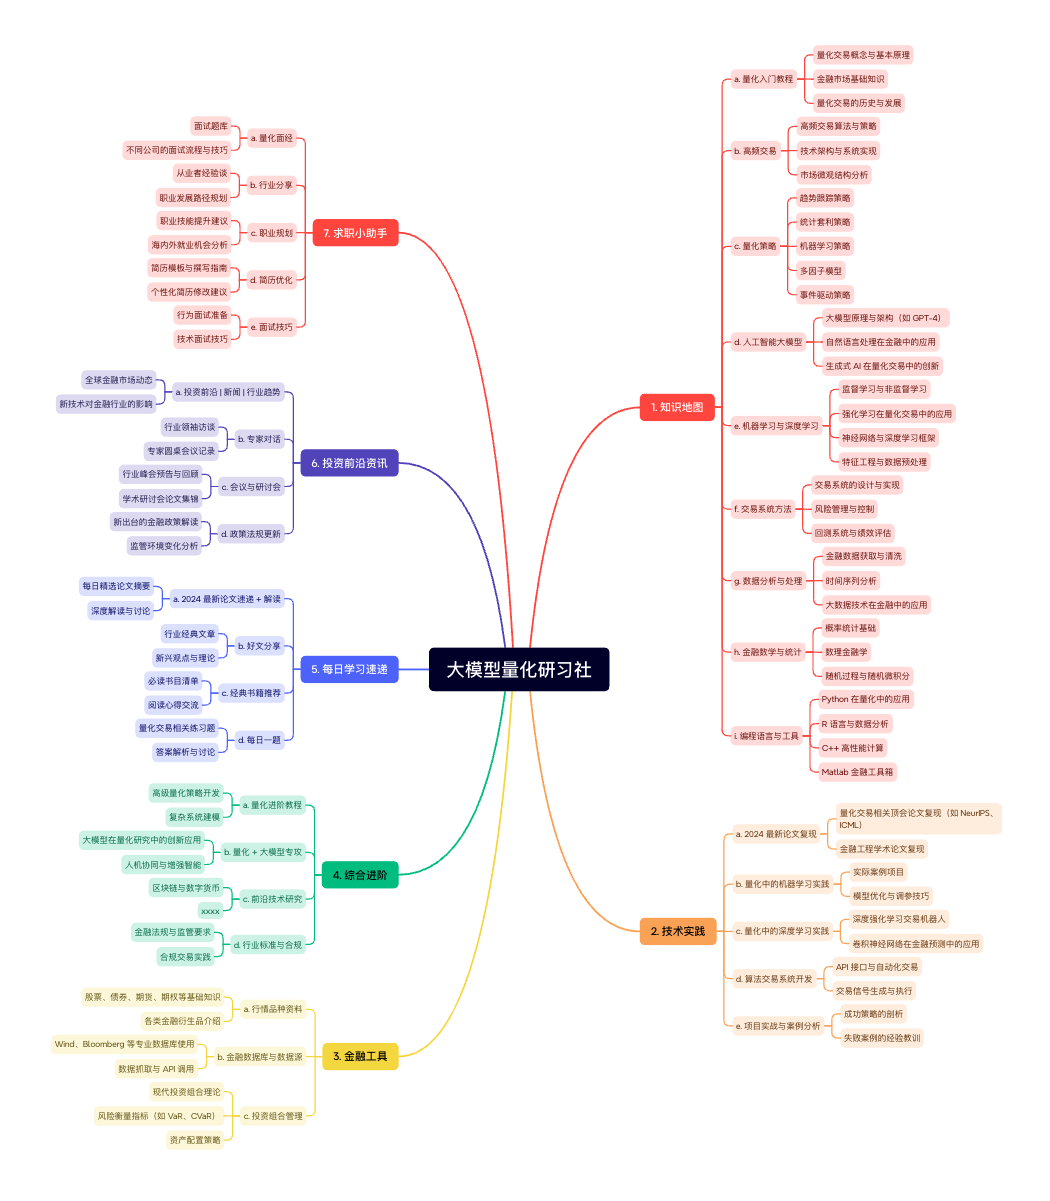 大模型量化研习社
1. 知识地图
a. 量化入门教程
量化交易概念与基本原理
金融市场基础知识
量化交易的历史与发展
b. 高频交易
高频交易算法与策略
技术架构与系统实现
市场微观结构分析
c. 量化策略
趋势跟踪策略
统计套利策略
机器学习策略
多因子模型
事件驱动策略
d. 人工智能大模型
大模型原理与架构（如 GPT-4）
自然语言处理在金融中的应用
生成式 AI 在量化交易中的创新
e. 机器学习与深度学习
监督学习与非监督学习
强化学习在量化交易中的应用
神经网络与深度学习框架
特征工程与数据预处理
f. 交易系统方法
交易系统的设计与实现
风险管理与控制
回测系统与绩效评估
g. 数据分析与处理
金融数据获取与清洗
时间序列分析
大数据技术在金融中的应用
h. 金融数学与统计
概率统计基础
数理金融学
随机过程与随机微积分
i. 编程语言与工具
Python 在量化中的应用
R 语言与数据分析
C++ 高性能计算
Matlab 金融工具箱
2. 技术实践
a. 2024 最新论文复现
量化交易相关顶会论文复现（如 NeurIPS、
ICML）
金融工程学术论文复现
b. 量化中的机器学习实践
实际案例项目
模型优化与调参技巧
c. 量化中的深度学习实践
深度强化学习交易机器人
卷积神经网络在金融预测中的应用
d. 算法交易系统开发
API 接口与自动化交易
交易信号生成与执行
e. 项目实战与案例分析
成功策略的剖析
失败案例的经验教训
3. 金融工具
a. 行情品种资料
股票、债券、期货、期权等基础知识
各类金融衍生品介绍
b. 金融数据库与数据源
Wind、Bloomberg 等专业数据库使用
数据抓取与 API 调用
c. 投资组合管理
现代投资组合理论
风险衡量指标（如 VaR、CVaR）
资产配置策略
4. 综合进阶
a. 量化进阶教程
高级量化策略开发
复杂系统建模
b. 量化 + 大模型专攻
大模型在量化研究中的创新应用
人机协同与增强智能
c. 前沿技术研究
区块链与数字货币
xxxx
d. 行业标准与合规
金融法规与监管要求
合规交易实践
5. 每日学习速递
a. 2024 最新论文速递 + 解读
每日精选论文摘要
深度解读与讨论
b. 好文分享
行业经典文章
新兴观点与理论
c. 经典书籍推荐
必读书目清单
阅读心得交流
d. 每日一题
量化交易相关练习题
答案解析与讨论
6. 投资前沿资讯
a. 投资前沿 | 新闻 | 行业趋势
全球金融市场动态
新技术对金融行业的影响
b. 专家对话
行业领袖访谈
专家圆桌会议记录
c. 会议与研讨会
行业峰会预告与回顾
学术研讨会论文集锦
d. 政策法规更新
新出台的金融政策解读
监管环境变化分析
7. 求职小助手
a. 量化面经
面试题库
不同公司的面试流程与技巧
b. 行业分享
从业者经验谈
职业发展路径规划
c. 职业规划
职业技能提升建议
海内外就业机会分析
d. 简历优化
简历模板与撰写指南
个性化简历修改建议
e. 面试技巧
行为面试准备
技术面试技巧